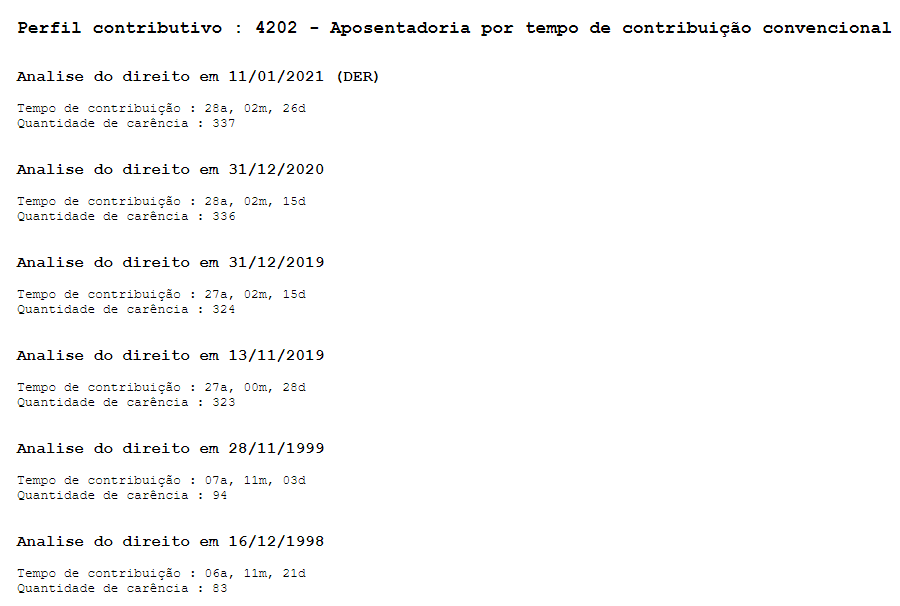 Perfil contributivo : 4202 - Aposentadoria por tempo de contribuição convencional
Analise do direito em 11/01/2021 (DER)
Tempo de contribuição : 28a, 02m, 26d
Quantidade de carência : 337
Analise do direito em 31/12/2020
Tempo de contribuição : 28a, 02m, 15d
Quantidade de carência : 336
Analise do direito em 31/12/2019
Tempo de contribuição : 27a, 02m, 15d
Quantidade de carência : 324
Analise do direito em 13/11/2019
Tempo de contribuição : 27a, 00m, 28d
Quantidade de carência : 323
Analise do direito em 28/11/1999
Tempo de contribuição : 07a, 11m, 03d
Quantidade de carência : 94
Analise do direito em 16/12/1998
Tempo de contribuição : 06a, 11m, 21d
Quantidade de carência : 83